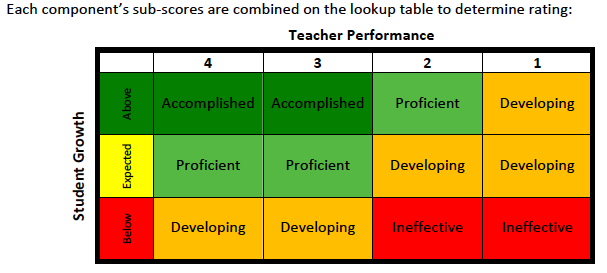 Each component's sub-scores are combined on the lookup table to determine rating:
Teacher Performance
4 3 2 1
Student Growth
Above Accomplished Accomplished Proficient Developing
Expected Proficient Proficient Developing Developing
Below Developing Developing Ineffective Ineffective